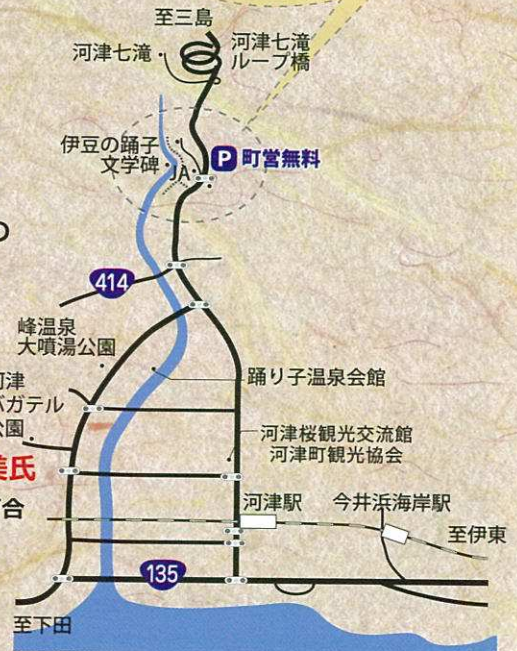 至三島
河津七滝
河津七滝
ループ橋
伊豆の踊子
文学碑
JA
P 町営無料
414
峰温泉
大噴湯公園
踊り子温泉会館
河津
バガテル
公園
河津桜観光交流館
河津町観光協会
美氏
合
河津駅
今井浜海岸駅
至伊東
135
至下田